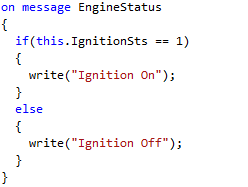 on message EngineStatus
{
  if(this.IgnitionSts == 1)
  {
    write("Ignition On");
  }
  else
  {
    write("Ignition Off");
  }
}